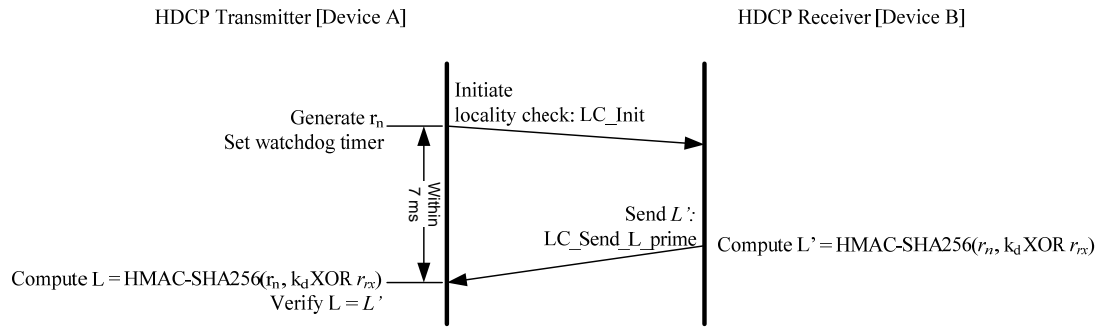 HDCP Transmitter [Device A]
HDCP Receiver [Device B]
Initiate
locality check: LC_Init
Generate rn
Set watchdog timer
Within
7 ms
Send L’:
LC_Send_L_prime
Compute L’ = HMAC-SHA256(rn, kd XOR rrx)
Compute L = HMAC-SHA256(rn, kd XOR rrx)
Verify L = L’